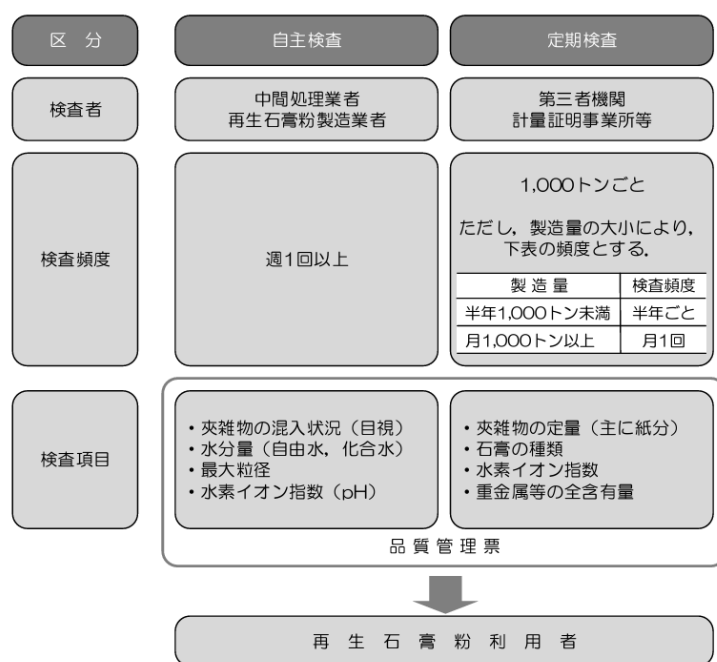 区 分
自主検査
定期検査
検査者
中間処理業者
再生石膏粉製造業者
第三者機関
計量証明事業所等
検査頻度
週1回以上
1,000トンごと
ただし，製造量の大小により，
下表の頻度とする．
製 造 量 検査頻度
半年1,000トン未満 半年ごと
月1,000トン以上 月1回
検査項目
・夾雑物の混入状況（目視）
・水分量（自由水，化合水）
・最大粒径
・水素イオン指数（pH）
・夾雑物の定量（主に紙分）
・石膏の種類
・水素イオン指数
・重金属等の全含有量
品 質 管 理 票
再 生 石 膏 粉 利 用 者